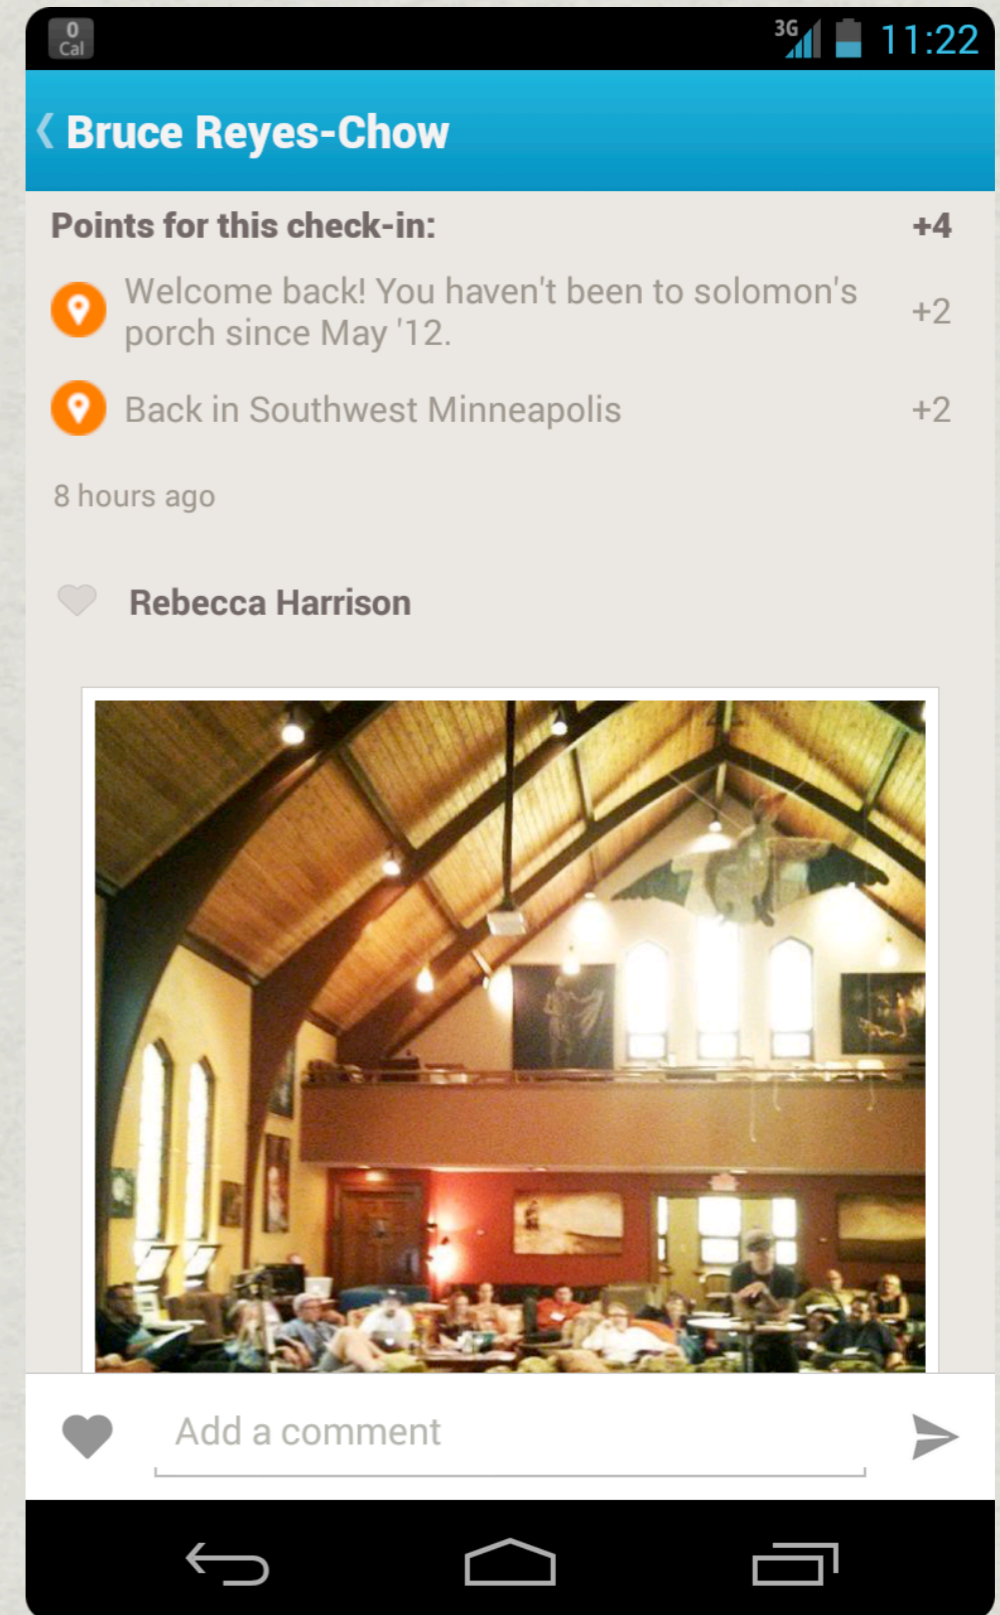 0
Cal
3G
11:22
Bruce Reyes-Chow
Points for this check-in: +4
Welcome back! You haven't been to solomon's
porch since May '12.
+2
Back in Southwest Minneapolis +2
8 hours ago
Rebecca Harrison
Add a comment